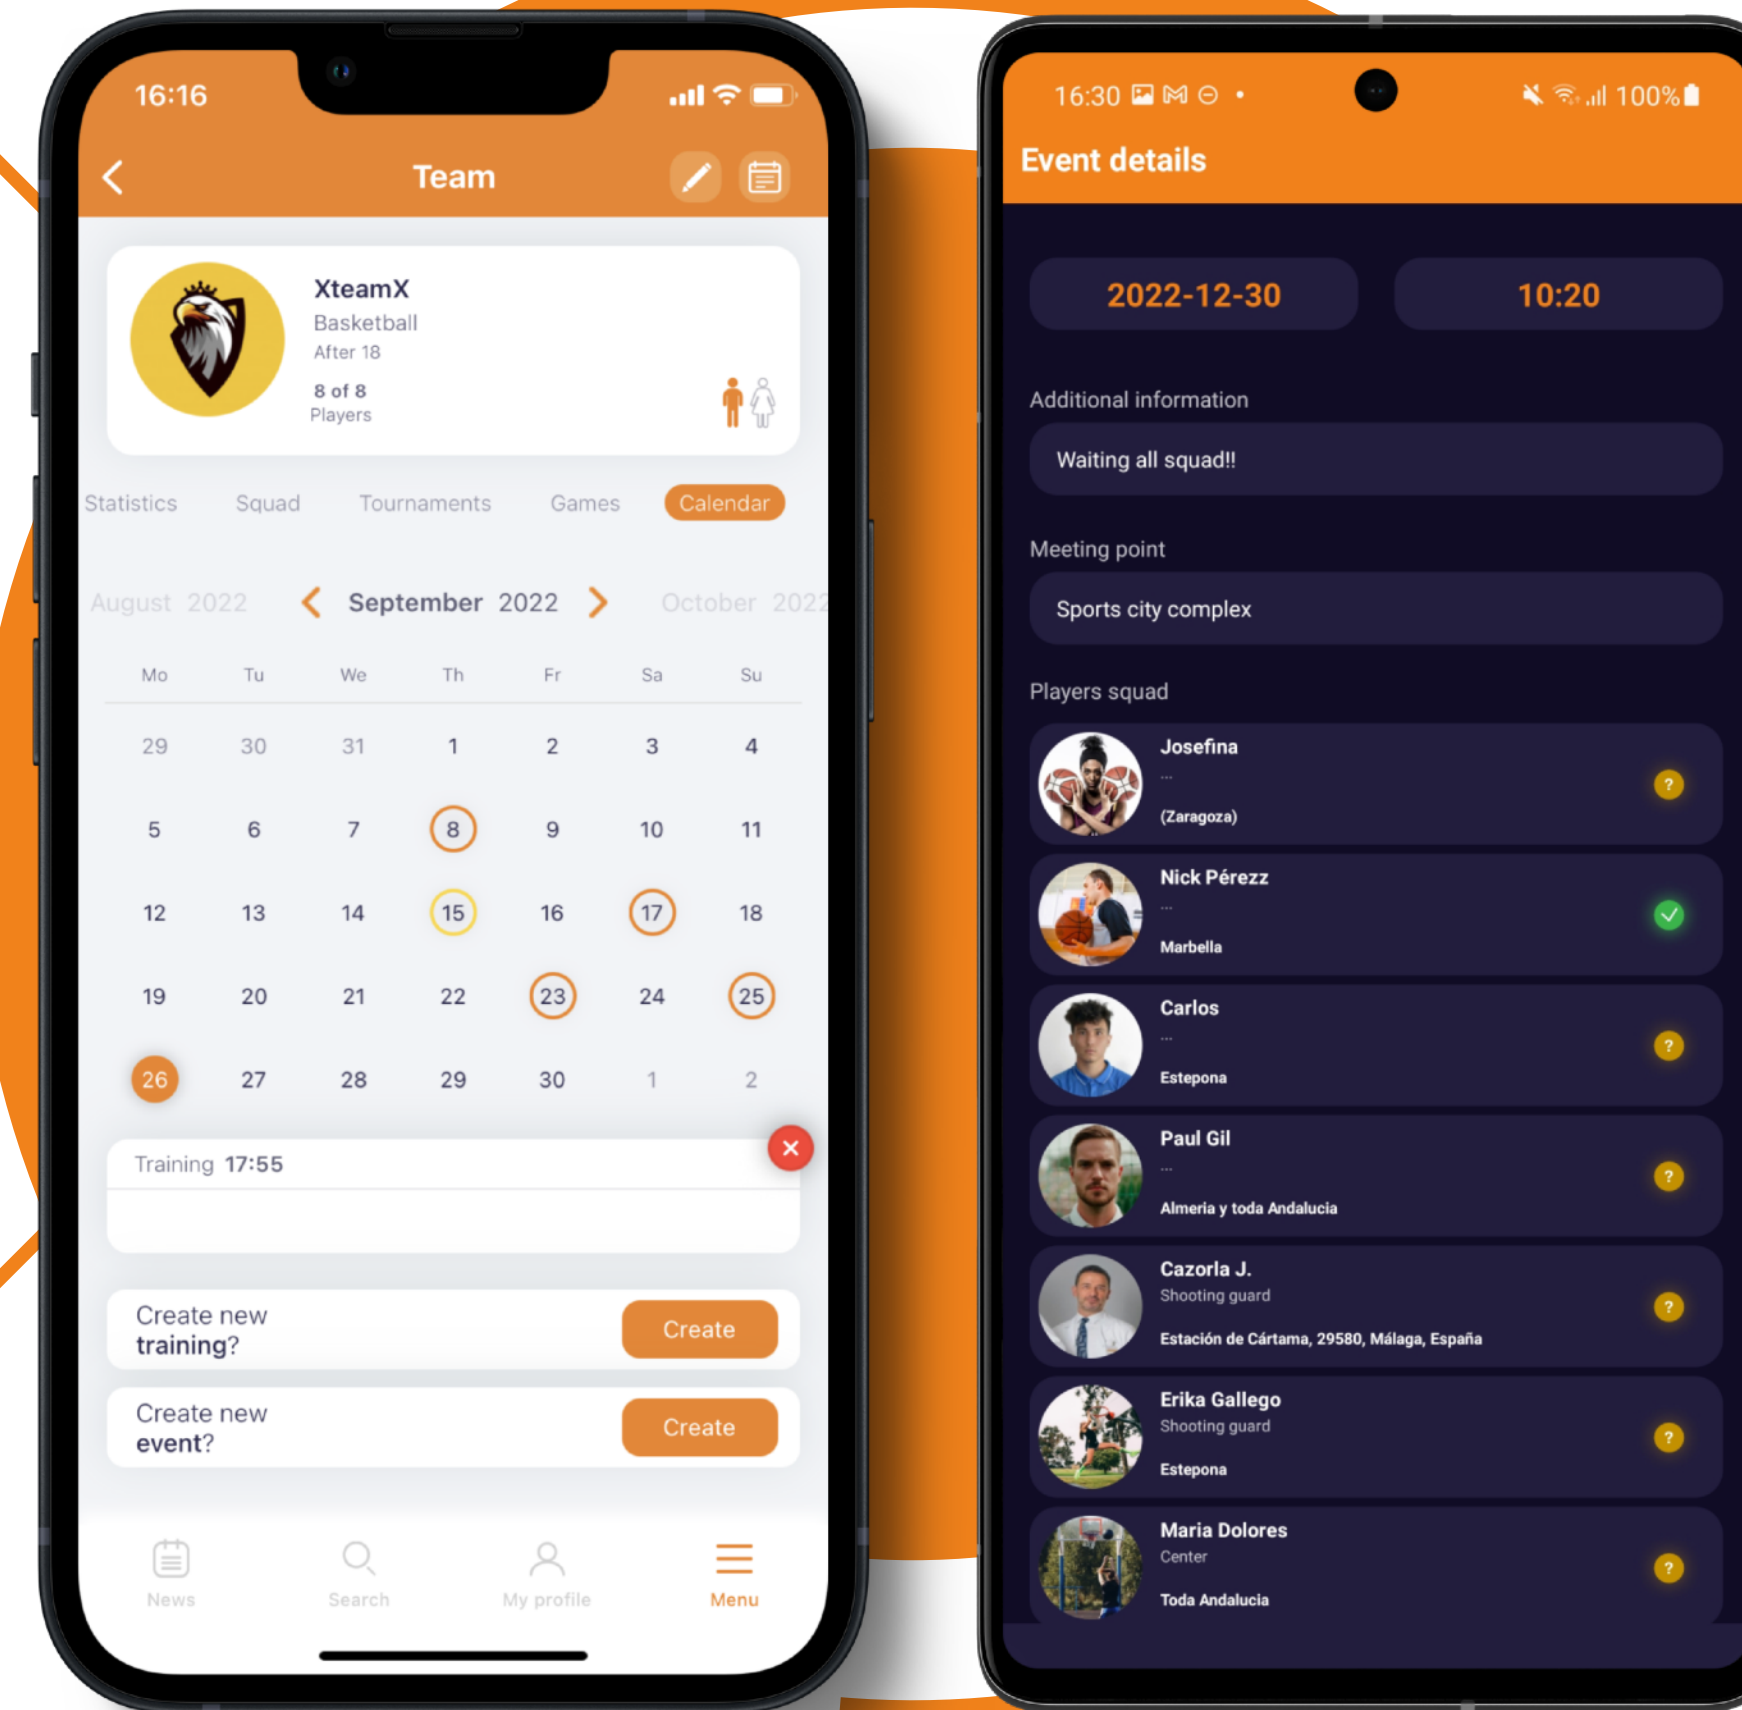 16:16
Team
XteamX
Basketball
After 18
8 of 8
Players
Statistics Squad Tournaments Games Calendar
August 2022 September 2022 October 2022
Mo Tu We Th Fr Sa Su
29 30 31 1 2 3 4
5 6 7 8 9 10 11
12 13 14 15 16 17 18
19 20 21 22 23 24 25
26 27 28 29 30 1 2
Training 17:55
Create new
training?
Create
Create new
event?
Create
News Search My profile Menu
16:30 100%
Event details
2022-12-30 10:20
Additional information
Waiting all squad!!
Meeting point
Sports city complex
Players squad
Josefina
...
(Zaragoza)
?
Nick Pérezz
...
Marbella
Carlos
...
Estepona
?
Paul Gil
...
Almeria y toda Andalucia
?
Cazorla J.
Shooting guard
Estación de Cártama, 29580, Málaga, España
?
Erika Gallego
Shooting guard
Estepona
?
Maria Dolores
Center
Toda Andalucia
?